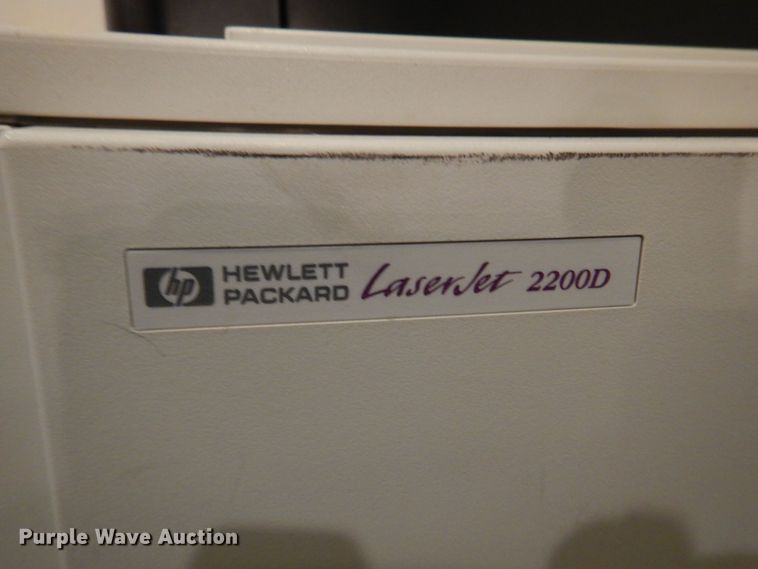 hp HEWLETT PACKARD LaserJet 2200D
Purple Wave Auction